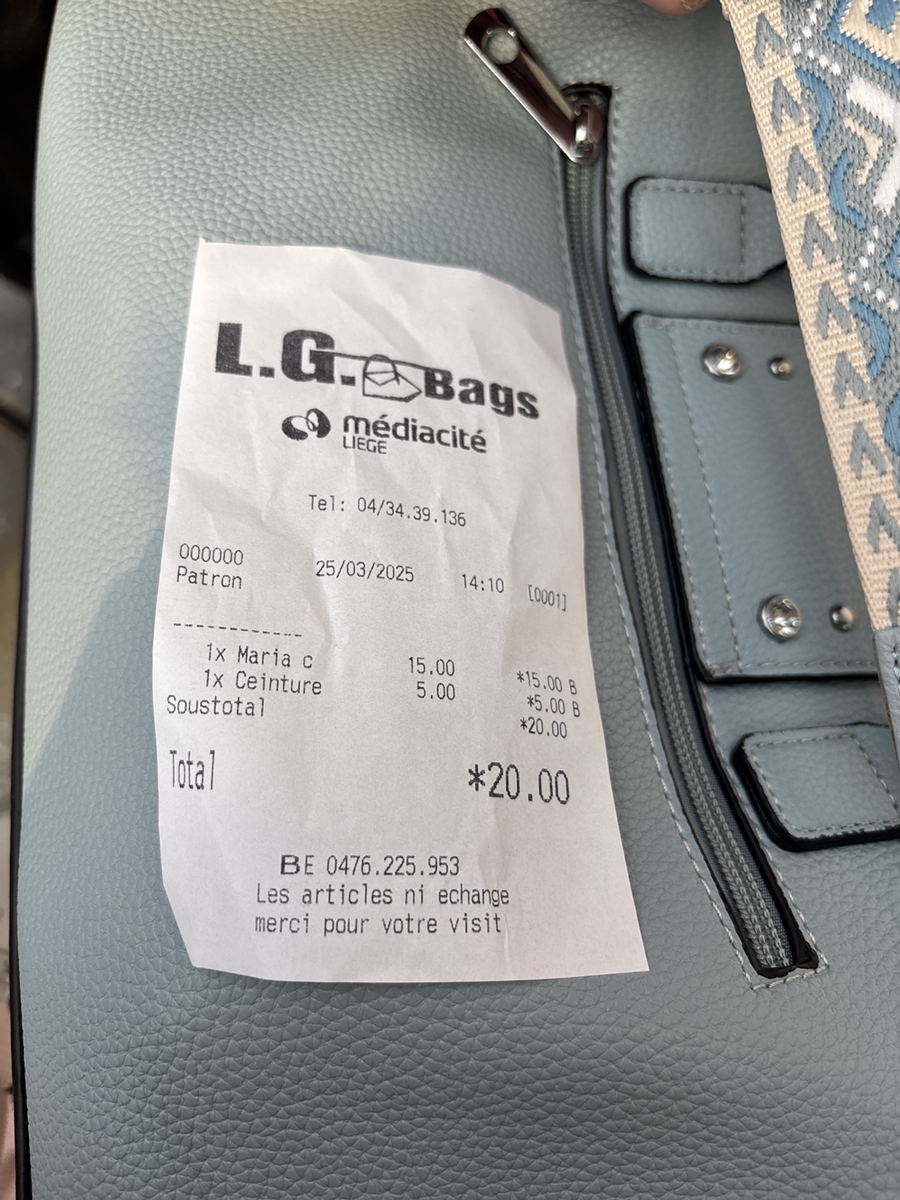 L.G. Bags
médiacité
LIEGE
Tel: 04/34.39.136
000000
Patron 25/03/2025 14:10 [0001]
------------
1x Maria c 15.00 *15.00 B
1x Ceinture 5.00 *5.00 B
Soustotal *20.00
Total *20.00
BE 0476.225.953
Les articles ni echange
merci pour votre visit